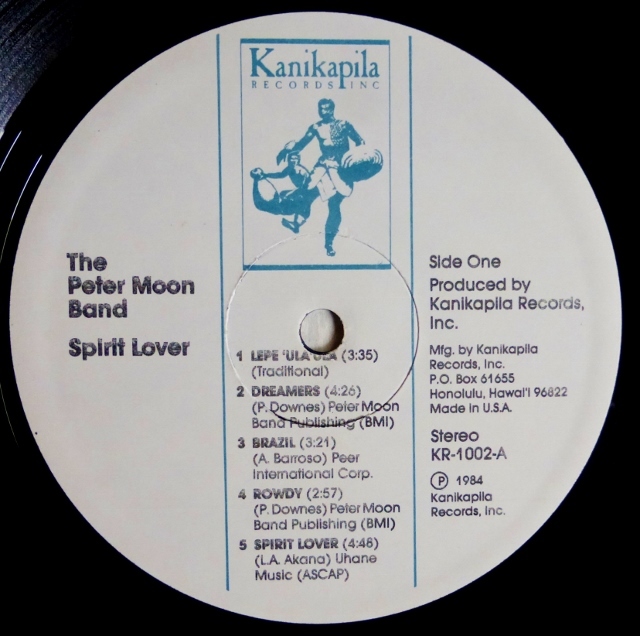 Kanikapila
RECORDS INC
The
Peter Moon
Band
Spirit Lover
1 LEPE 'ULA'ULA (3:35)
(Traditional)
2 DREAMERS (4:26)
(P. Downes) Peter Moon
Band Publishing (BMI)
3 BRAZIL (3:21)
(A. Barroso) Peer
International Corp.
4 ROWDY (2:57)
(P. Downes) Peter Moon
Band Publishing (BMI)
5 SPIRIT LOVER (4:48)
(L.A. Akana) Uhane
Music (ASCAP)
Side One
Produced by
Kanikapila Records,
Inc.
Mfg. by Kanikapila
Records, Inc.
P.O. Box 61655
Honolulu, Hawai'i 96822
Made in U.S.A.
Stereo
KR-1002-A
Ⓟ 1984
Kanikapila
Records, Inc.